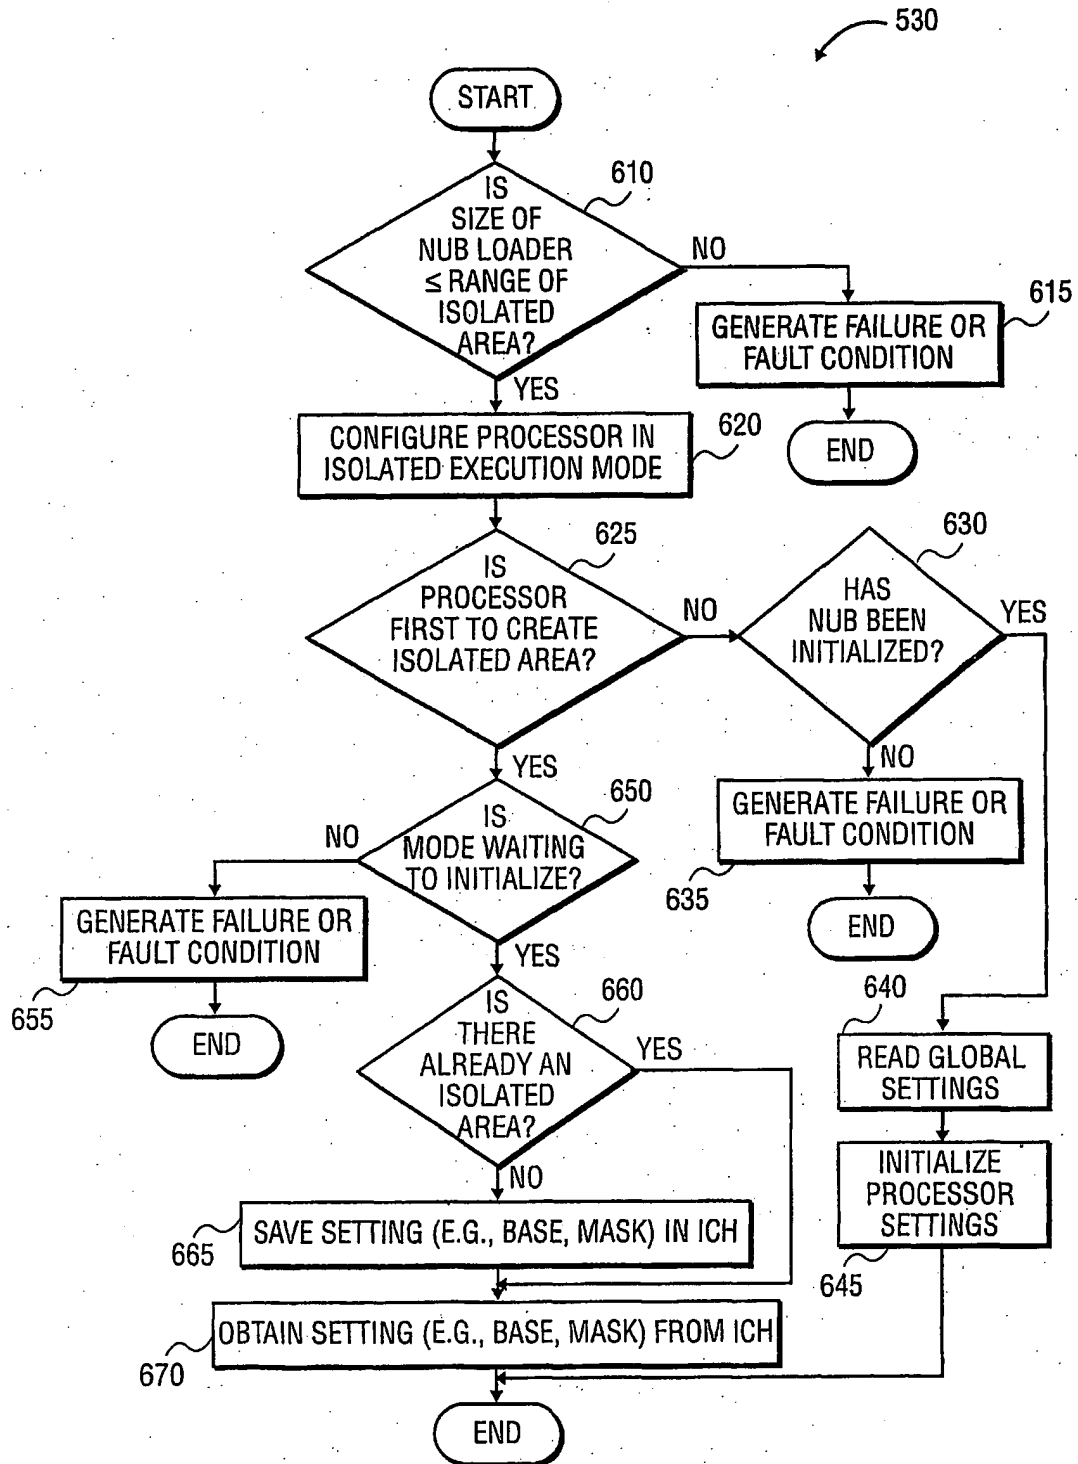 530
START
610
IS
SIZE OF
NUB LOADER
≤ RANGE OF
ISOLATED
AREA?
NO
615
GENERATE FAILURE OR
FAULT CONDITION
END
YES
620
CONFIGURE PROCESSOR IN
ISOLATED EXECUTION MODE
625
IS
PROCESSOR
FIRST TO CREATE
ISOLATED AREA?
NO
630
HAS
NUB BEEN
INITIALIZED?
YES
NO
GENERATE FAILURE OR
FAULT CONDITION
635
END
YES
650
IS
MODE WAITING
TO INITIALIZE?
NO
GENERATE FAILURE OR
FAULT CONDITION
655
END
YES
660
IS
THERE
ALREADY AN
ISOLATED
AREA?
YES
640
READ GLOBAL
SETTINGS
INITIALIZE
PROCESSOR
SETTINGS
645
NO
SAVE SETTING (E.G., BASE, MASK) IN ICH
665
OBTAIN SETTING (E.G., BASE, MASK) FROM ICH
670
END